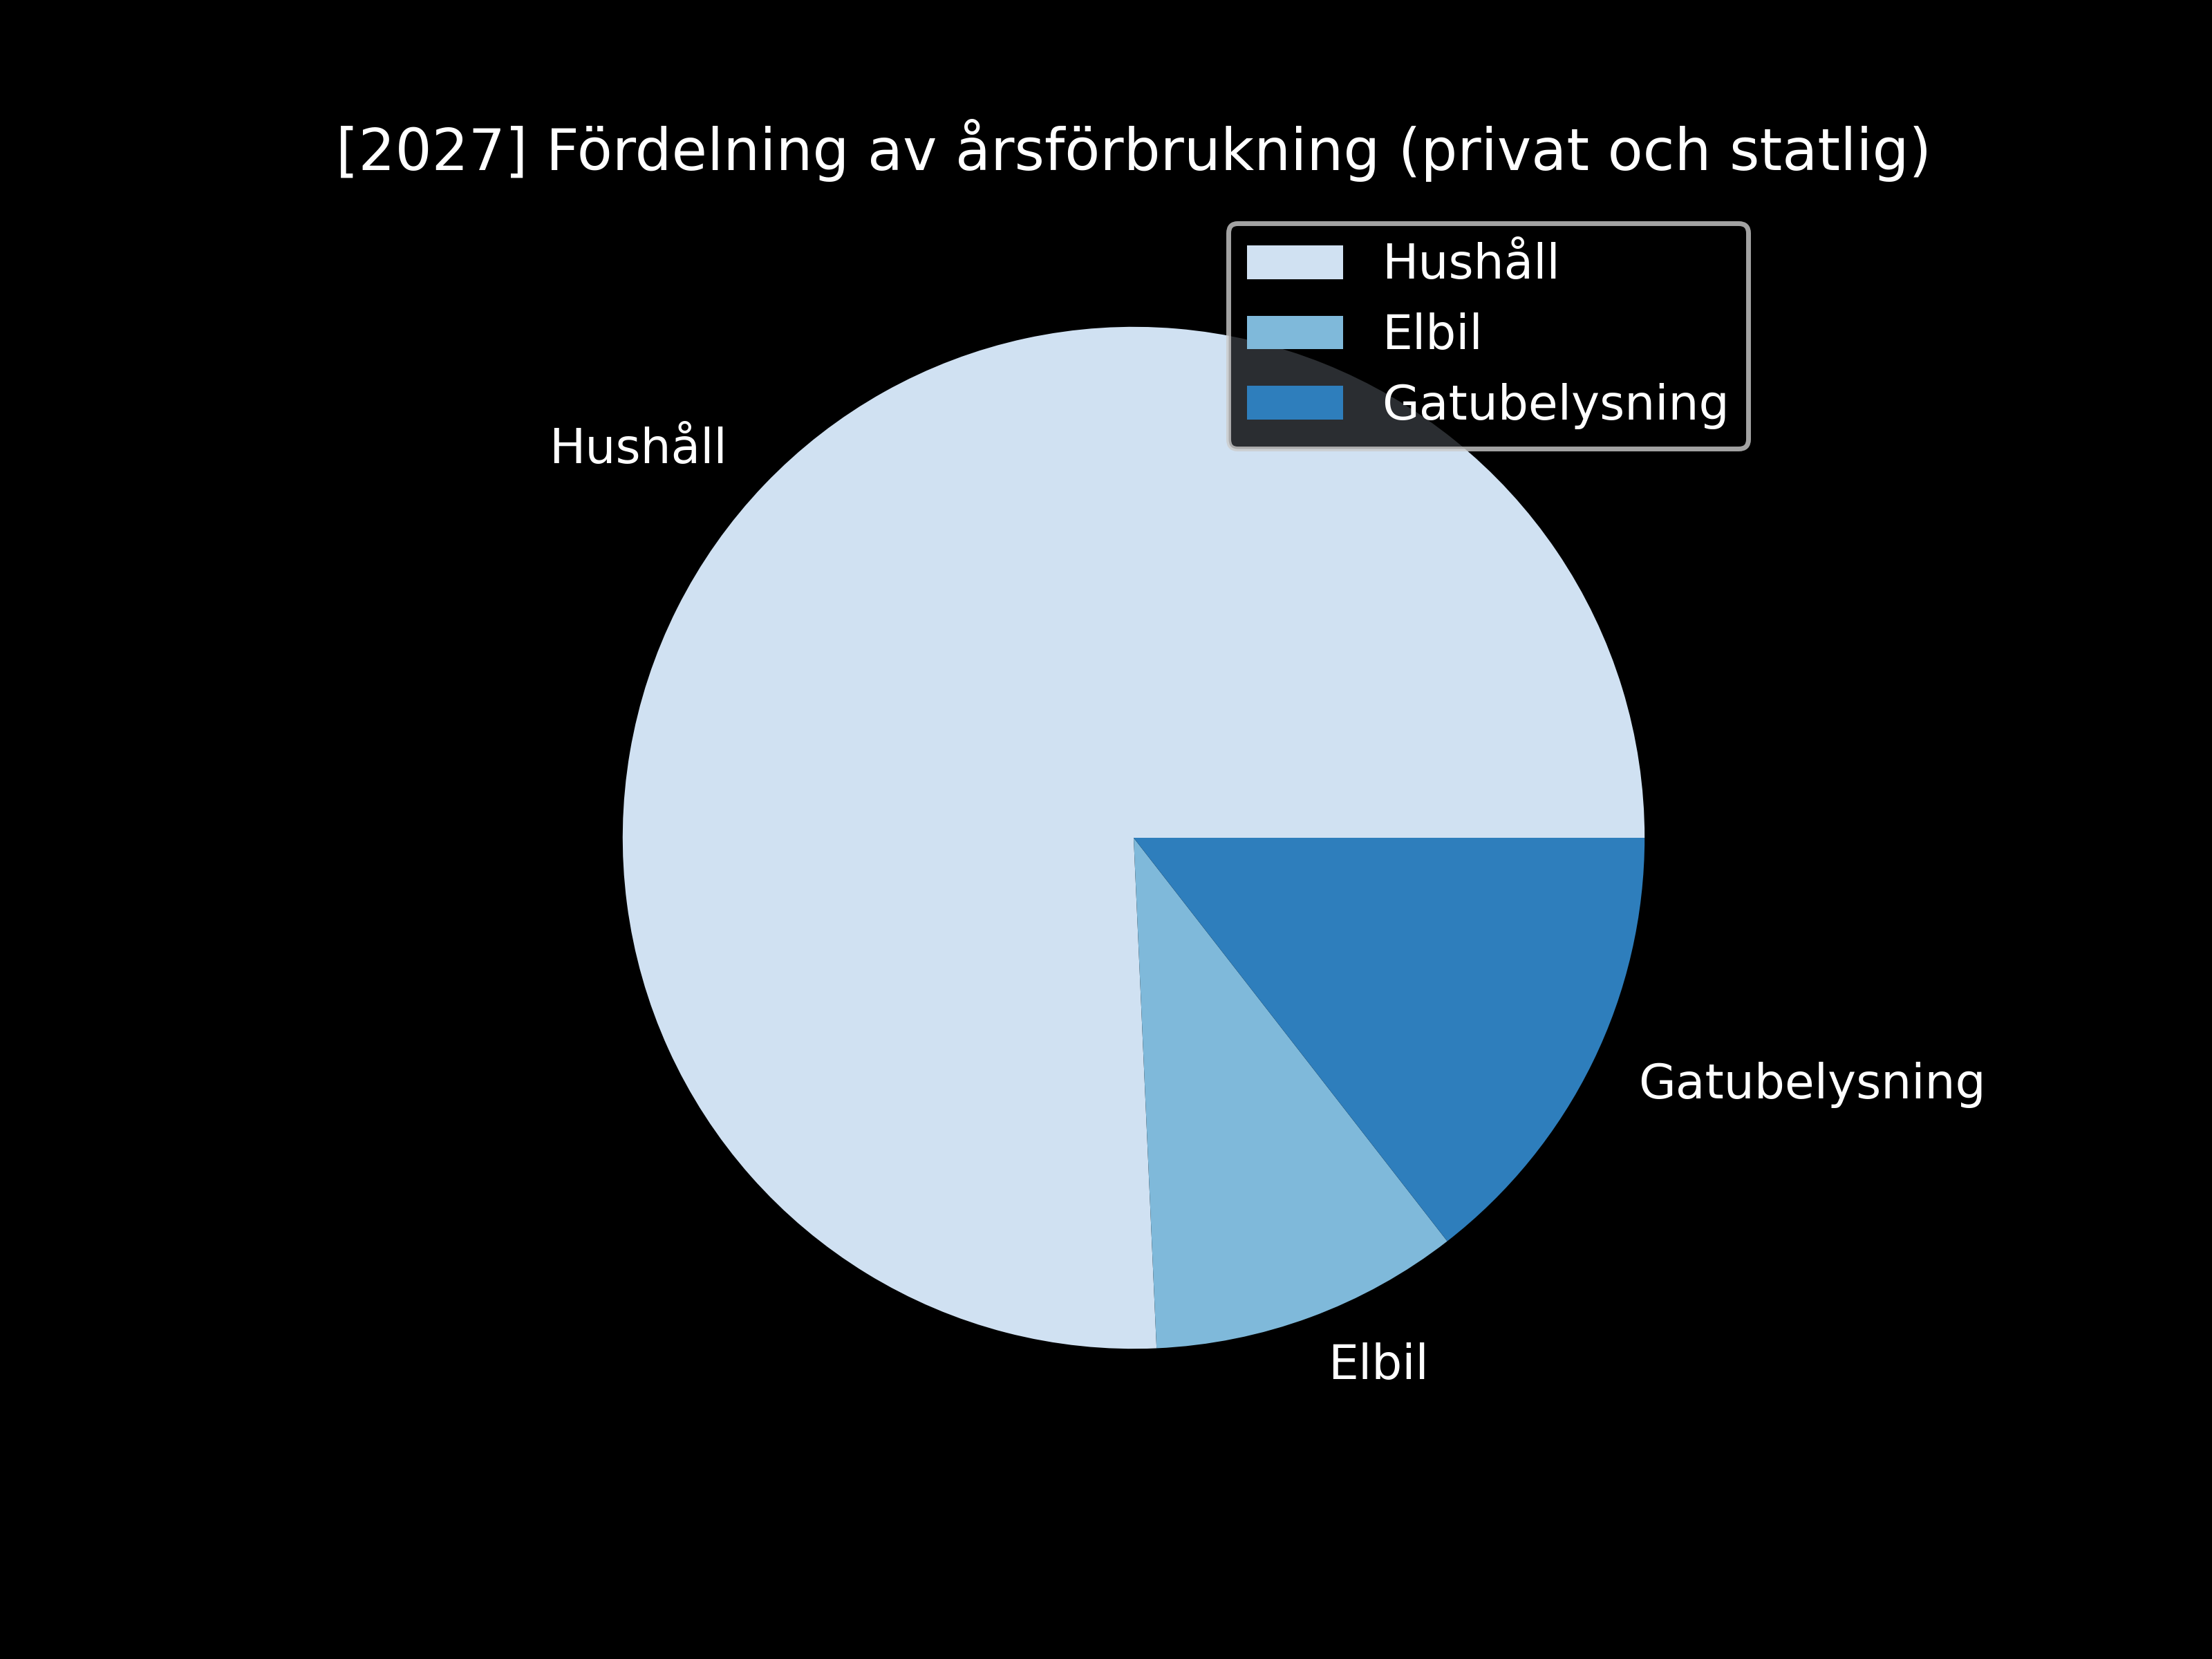 [2027] Fördelning av årsförbrukning (privat och statlig)
Hushåll
Elbil
Gatubelysning
Hushåll
Gatubelysning
Elbil